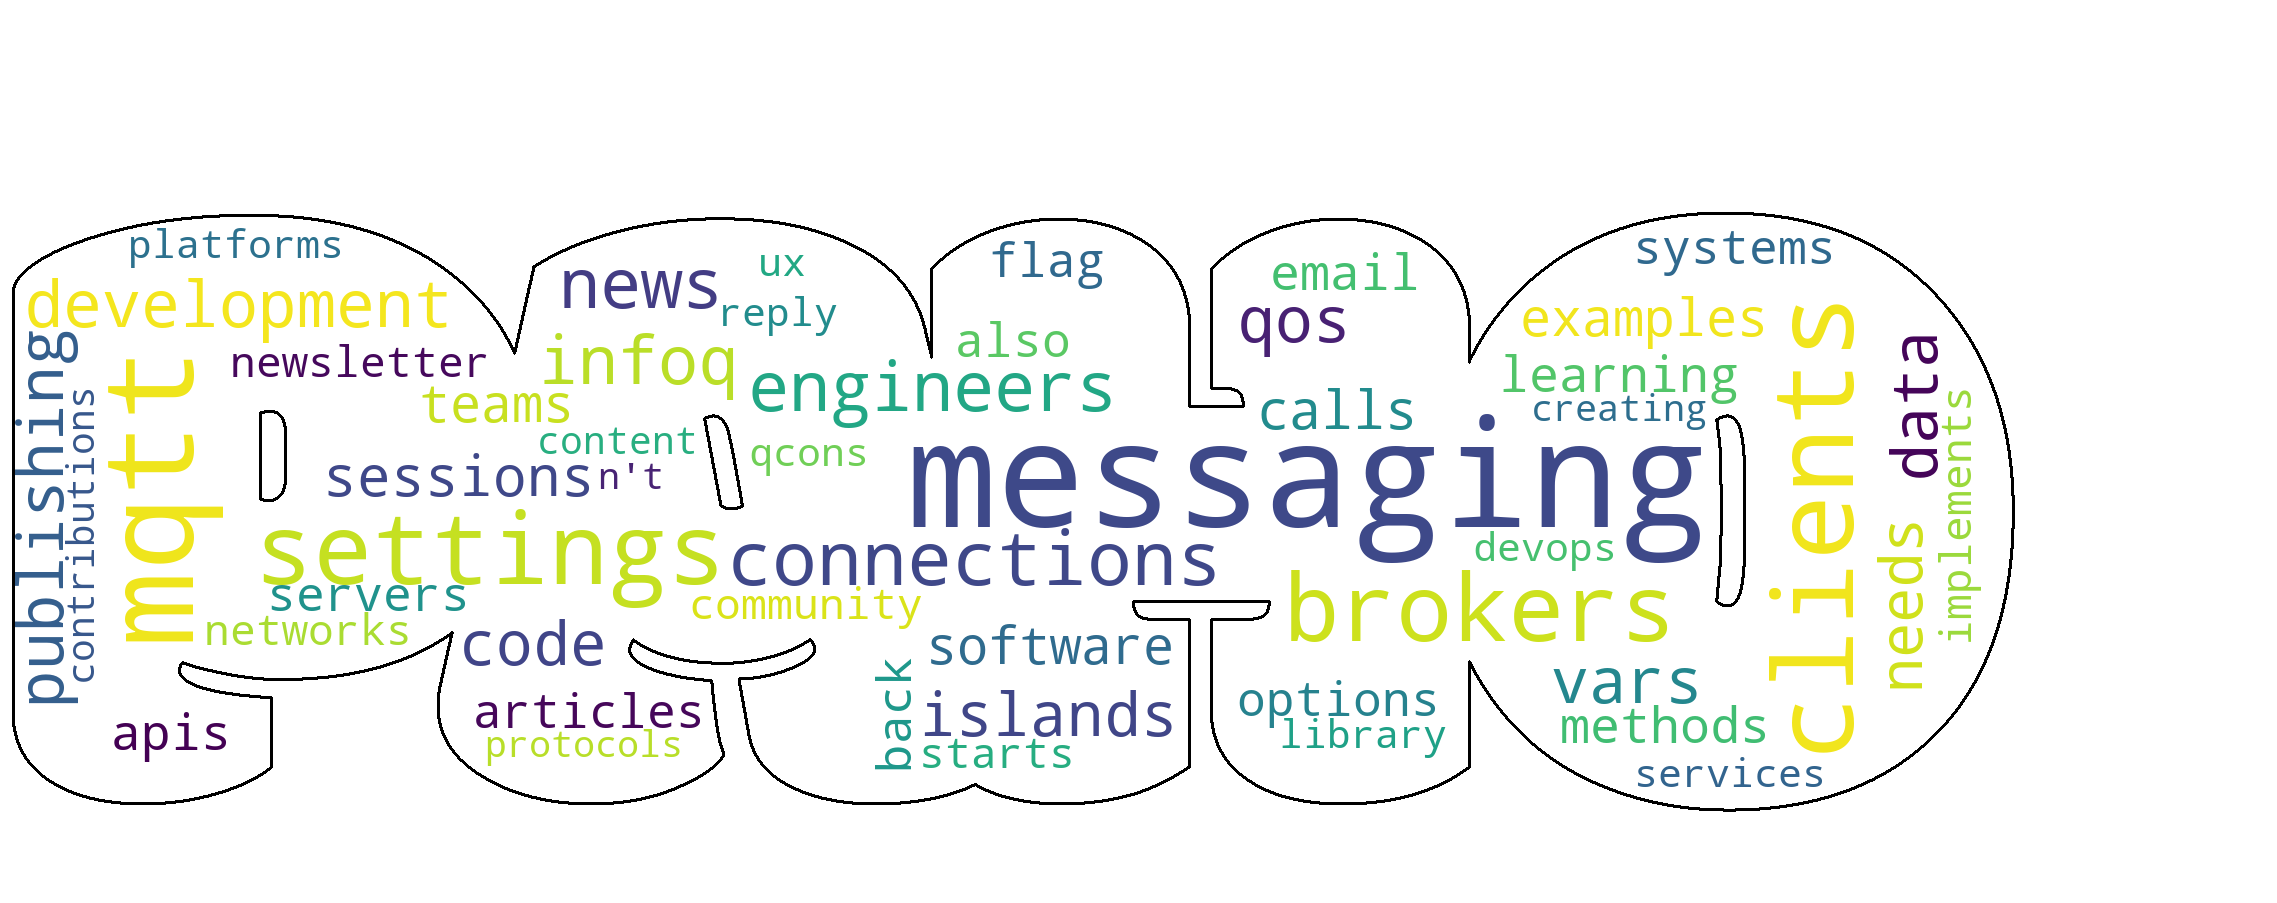 platforms
development
publishing
contributions
mqtt
newsletter
teams
news
ux
reply
infoq
content
sessions
n't
settings
servers
networks
apis
code
articles
protocols
flag
also
engineers
qcons
messaging
connections
community
software
back
islands
starts
email
qos
calls
brokers
devops
options
library
systems
examples
learning
creating
clients
data
needs
implements
vars
methods
services